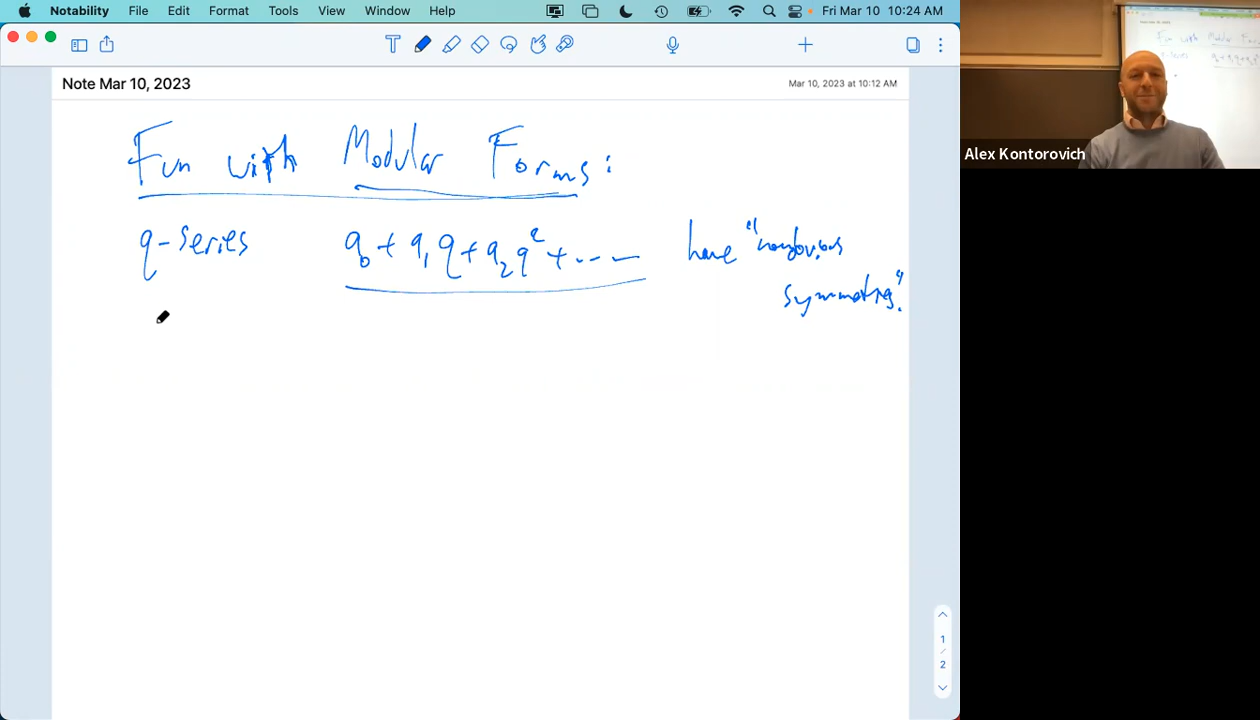 Notability File Edit Format Tools View Window Help Fri Mar 10 10:24 AM
Note Mar 10, 2023
Mar 10, 2023 at 10:12 AM
Fun with Modular Forms:
q-series a₀ + a₁q + a₂q² + ... have "nonobvious
symmetries."
1
/
2
Alex Kontorovich